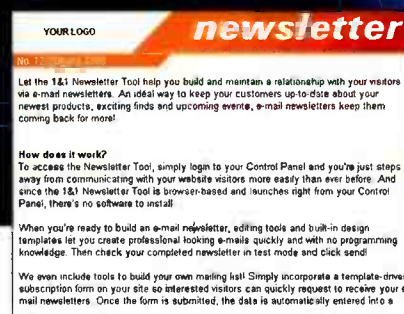 YOUR LOGO
newsletter
No. 12
Let the 1&1 Newsletter Tool help you build and maintain a relationship with your visitors
via e-mail newsletters. An ideal way to keep your customers up-to-date about your
newest products, exciting finds and upcoming events, e-mail newsletters keep them
coming back for more!
How does it work?
To access the Newsletter Tool, simply login to your Control Panel and you're just steps
away from communicating with your website visitors more easily than ever before. And
since the 1&1 Newsletter Tool is browser-based and launches right from your Control
Panel, there's no software to install.
When you're ready to build an e-mail newsletter, editing tools and built-in design
templates let you create professional looking e-mails quickly and with no programming
knowledge. Then check your completed newsletter in test mode and click send!
We even include tools to build your own mailing list! Simply incorporate a template-driven
subscription form on your site so interested visitors can quickly request to receive your e-
mail newsletters. Once the form is submitted, the data is automatically entered into a